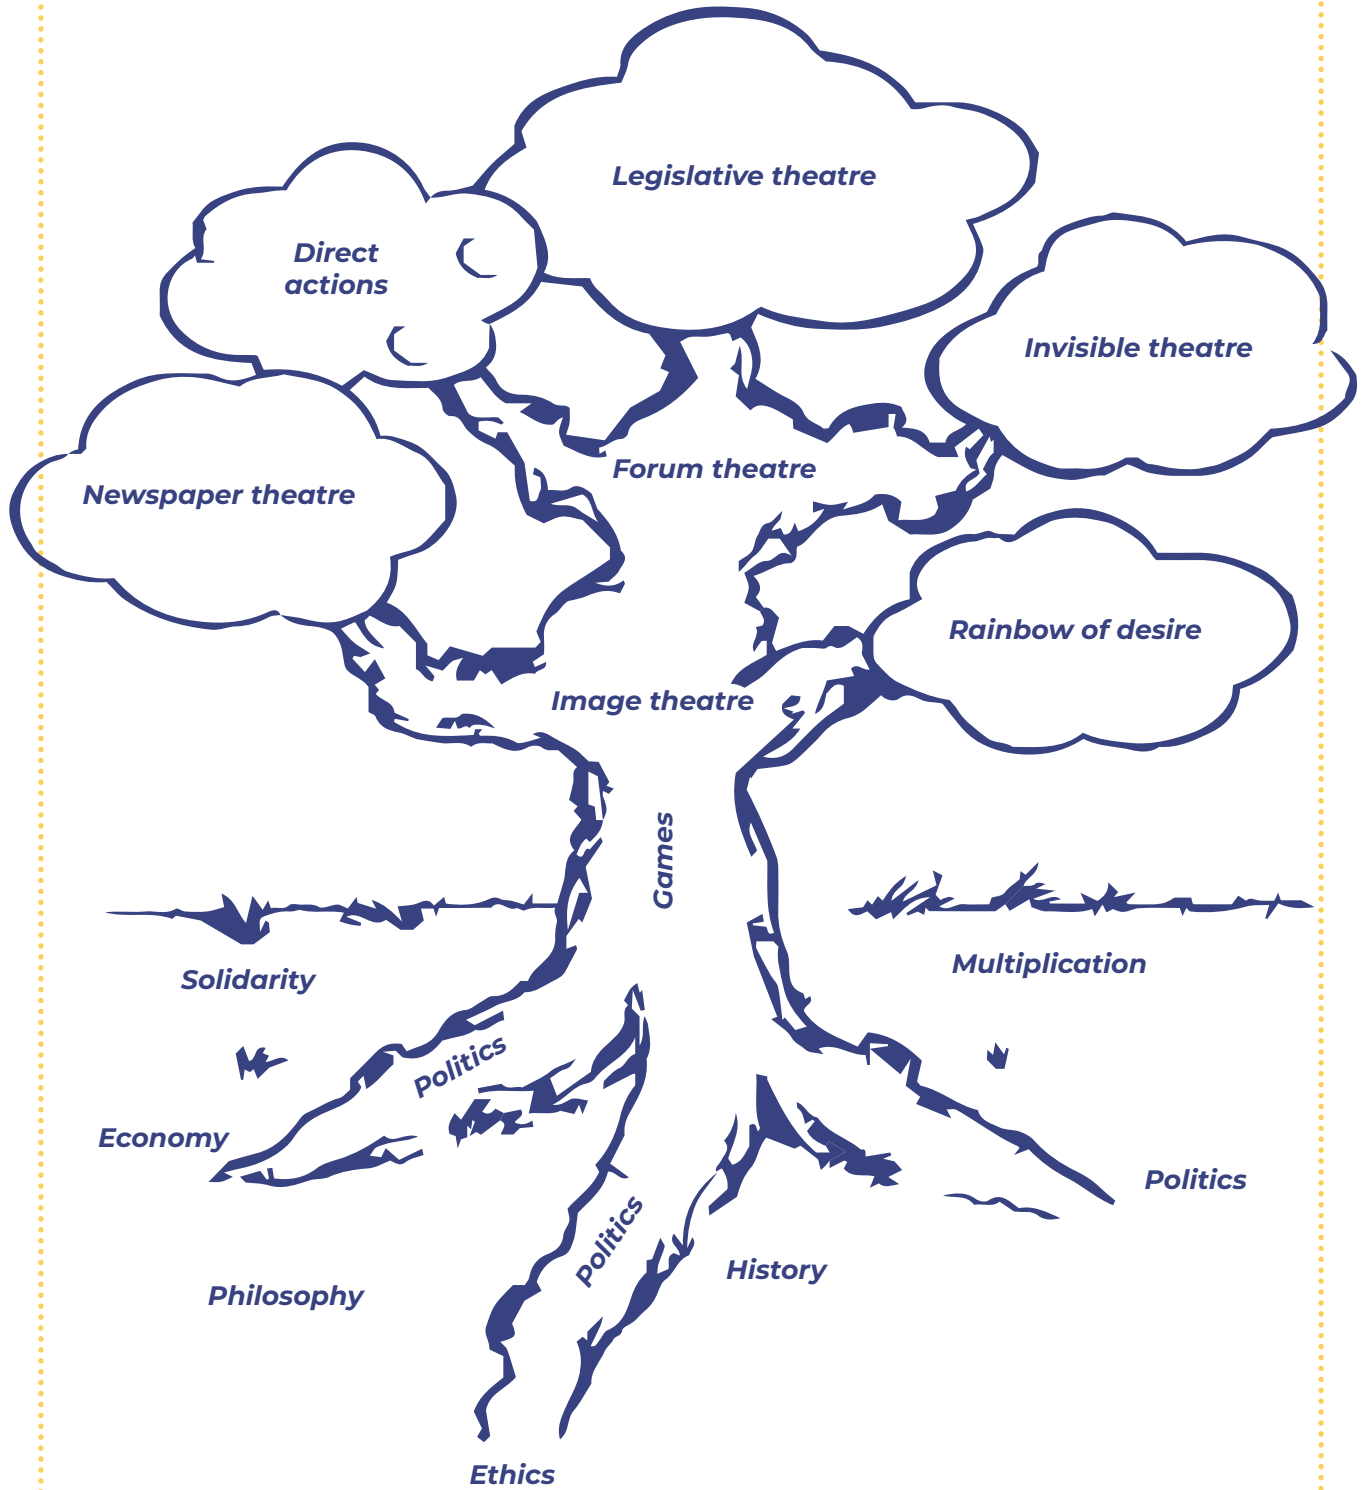 Legislative theatre
Direct
actions
Invisible theatre
Forum theatre
Newspaper theatre
Rainbow of desire
Image theatre
Games
Solidarity
Multiplication
Politics
Economy
Politics
Politics
History
Philosophy
Ethics